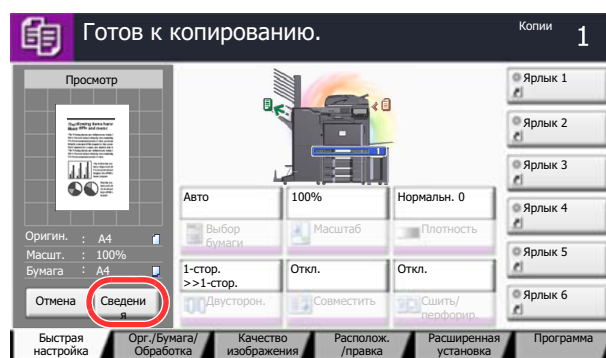 Готов к копированию.
Копии
1
Просмотр
Оригин. : A4
Масшт. : 100%
Бумага : A4
Отмена
Сведени
я
Авто
100%
Нормальн. 0
Выбор
бумаги
Масштаб
Плотность
1-стор.
>>1-стор.
Откл.
Откл.
Двусторон.
Совместить
Сшить/
перфорир.
Ярлык 1
Ярлык 2
Ярлык 3
Ярлык 4
Ярлык 5
Ярлык 6
Быстрая
настройка
Орг./Бумага/
Обработка
Качество
изображения
Располож.
/правка
Расширенная
установка
Программа